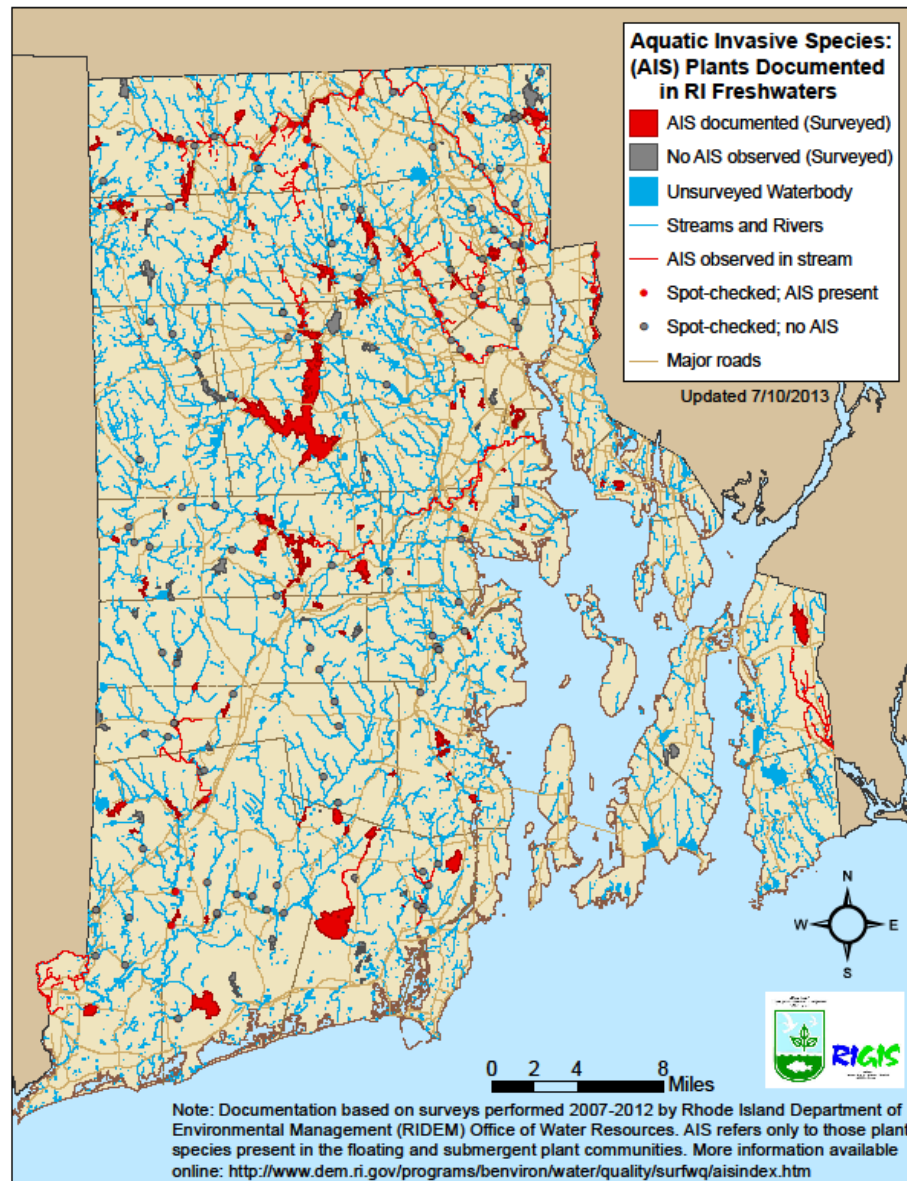 Aquatic Invasive Species:
(AIS) Plants Documented
in RI Freshwaters
AIS documented (Surveyed)
No AIS observed (Surveyed)
Unsurveyed Waterbody
Streams and Rivers
AIS observed in stream
Spot-checked; AIS present
Spot-checked; no AIS
Major roads
Updated 7/10/2013
N
W E
S
RIGIS
0 2 4 8
Miles
Note: Documentation based on surveys performed 2007-2012 by Rhode Island Department of
Environmental Management (RIDEM) Office of Water Resources. AIS refers only to those plant
species present in the floating and submergent plant communities. More information available
online: http://www.dem.ri.gov/programs/benviron/water/quality/surfwq/aisindex.htm